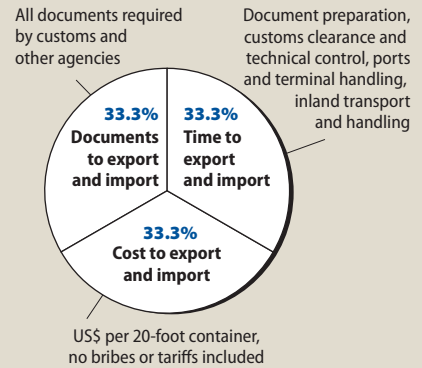 All documents required
by customs and
other agencies
Document preparation,
customs clearance and
technical control, ports
and terminal handling,
inland transport
and handling
33.3%
Documents
to export
and import
33.3%
Time to
export
and import
33.3%
Cost to export
and import
US$ per 20-foot container,
no bribes or tariffs included